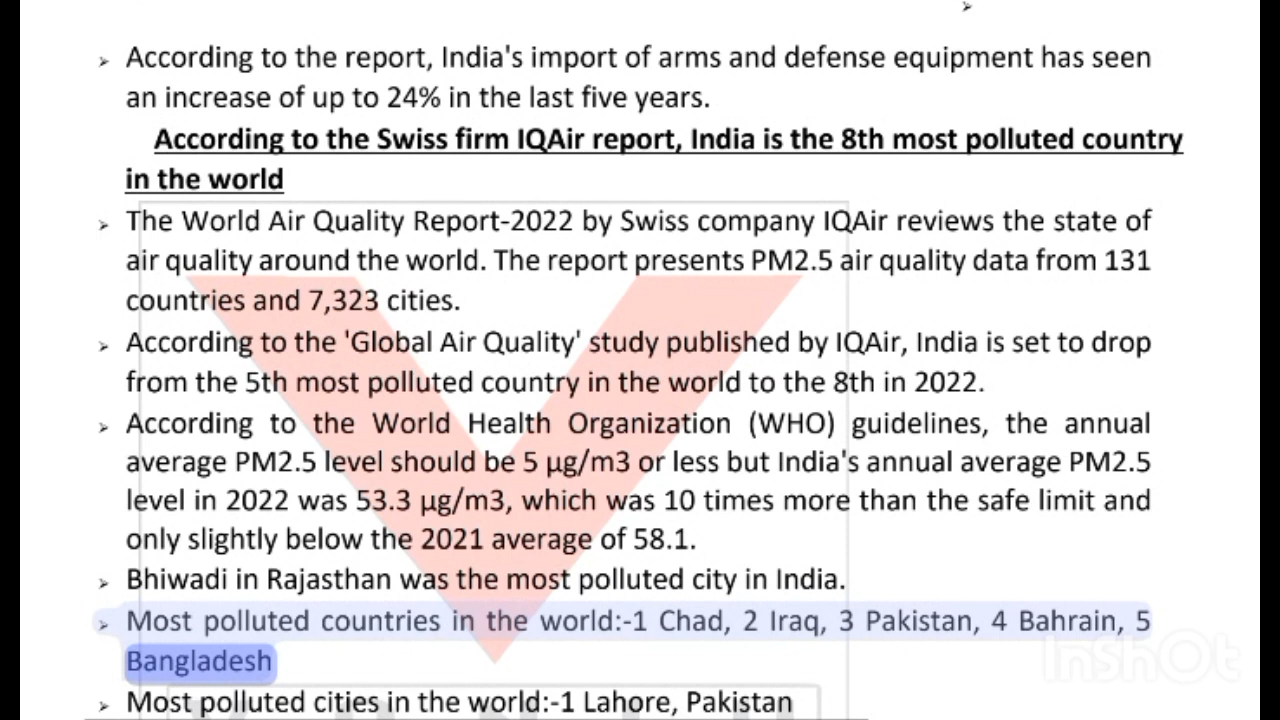 ➢ According to the report, India's import of arms and defense equipment has seen
an increase of up to 24% in the last five years.
According to the Swiss firm IQAir report, India is the 8th most polluted country
in the world
➢ The World Air Quality Report-2022 by Swiss company IQAir reviews the state of
air quality around the world. The report presents PM2.5 air quality data from 131
countries and 7,323 cities.
➢ According to the 'Global Air Quality' study published by IQAir, India is set to drop
from the 5th most polluted country in the world to the 8th in 2022.
➢ According to the World Health Organization (WHO) guidelines, the annual
average PM2.5 level should be 5 µg/m3 or less but India's annual average PM2.5
level in 2022 was 53.3 µg/m3, which was 10 times more than the safe limit and
only slightly below the 2021 average of 58.1.
➢ Bhiwadi in Rajasthan was the most polluted city in India.
➢ Most polluted countries in the world:-1 Chad, 2 Iraq, 3 Pakistan, 4 Bahrain, 5
Bangladesh
InShOt
➢ Most polluted cities in the world:-1 Lahore, Pakistan